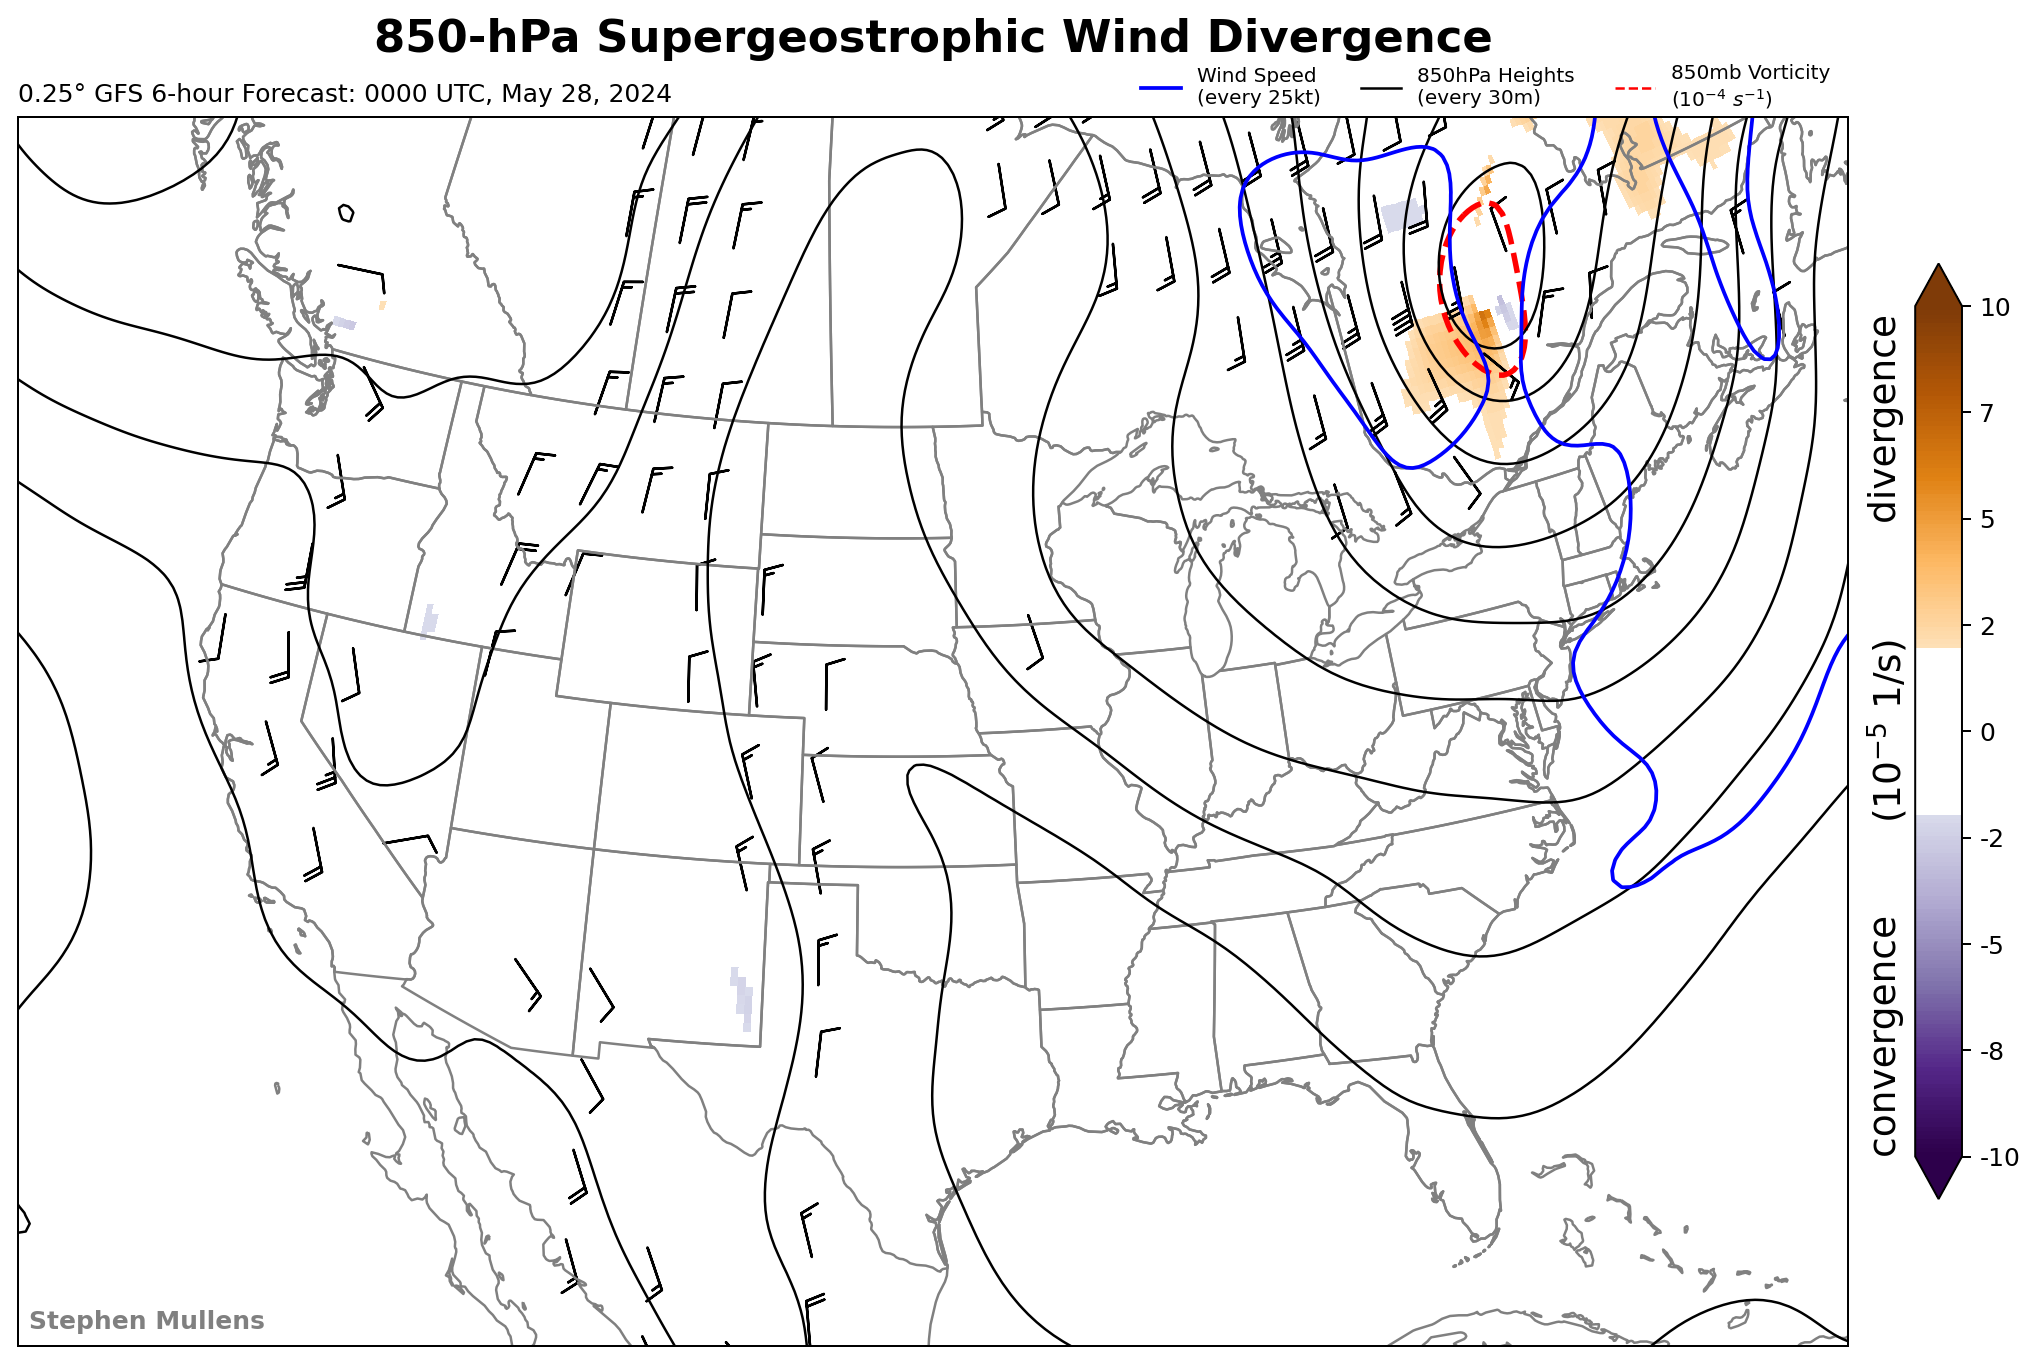 850-hPa Supergeostrophic Wind Divergence
0.25° GFS 6-hour Forecast: 0000 UTC, May 28, 2024
Wind Speed
(every 25kt)
850hPa Heights
(every 30m)
850mb Vorticity
(10⁻⁴ s⁻¹)
10
7
5
2
0
-2
-5
-8
-10
convergence (10⁻⁵ 1/s) divergence
Stephen Mullens